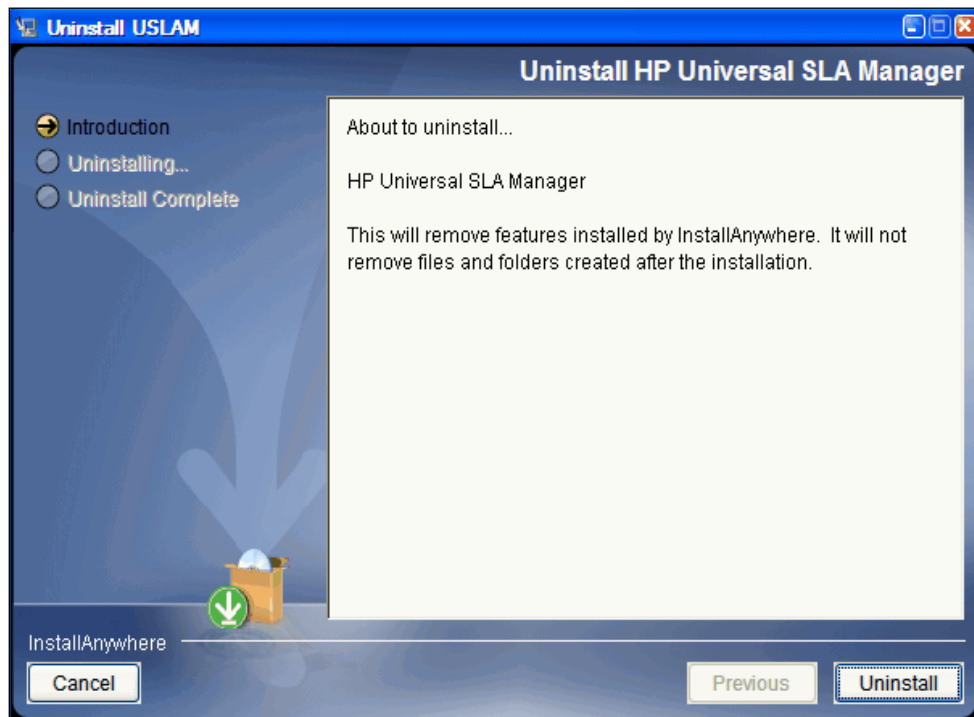 Uninstall USLAM
Uninstall HP Universal SLA Manager
Introduction
Uninstalling...
Uninstall Complete
About to uninstall...
HP Universal SLA Manager
This will remove features installed by InstallAnywhere.  It will not
remove files and folders created after the installation.
InstallAnywhere
Cancel
Previous
Uninstall